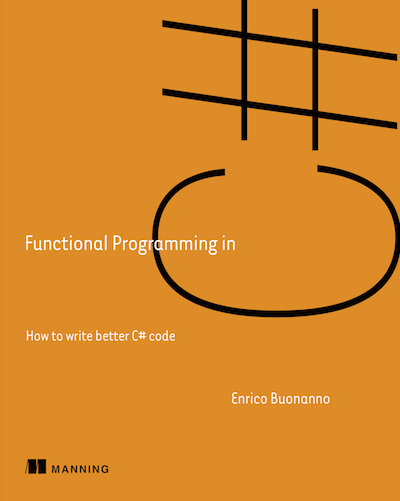 Functional Programming in C#
How to write better C# code
Enrico Buonanno
MANNING